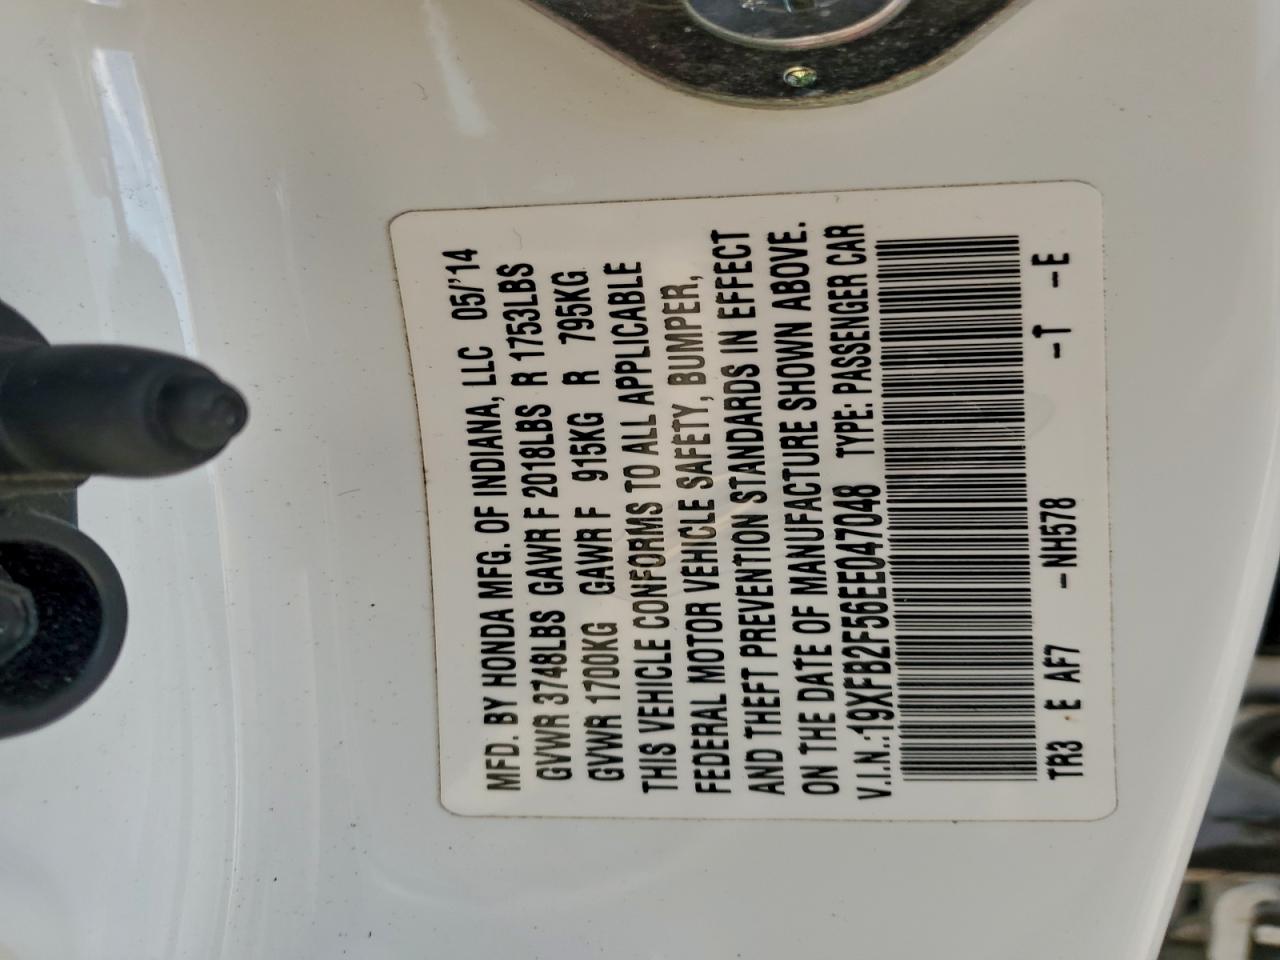 MFD. BY HONDA MFG. OF INDIANA, LLC 05/'14
GVWR 3748LBS GAWR F 2018LBS R 1753LBS
GVWR 1700KG GAWR F 915KG R 795KG
THIS VEHICLE CONFORMS TO ALL APPLICABLE
FEDERAL MOTOR VEHICLE SAFETY, BUMPER,
AND THEFT PREVENTION STANDARDS IN EFFECT
ON THE DATE OF MANUFACTURE SHOWN ABOVE.
V.I.N.:19XFB2F56EE047048 TYPE: PASSENGER CAR
TR3 E AF7 -NH578 -T -E